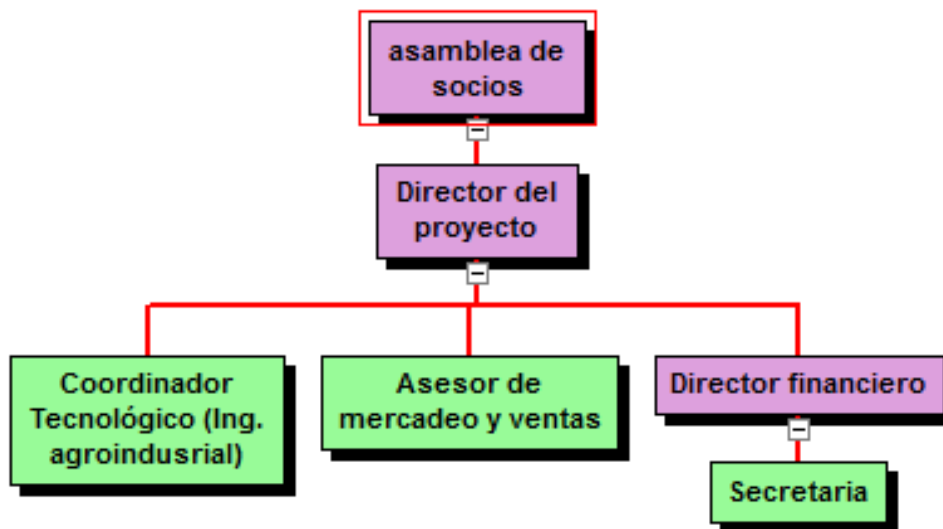 asamblea de
socios
Director del
proyecto
Coordinador
Tecnológico (Ing.
agroindusrial)
Asesor de
mercadeo y ventas
Director financiero
Secretaria